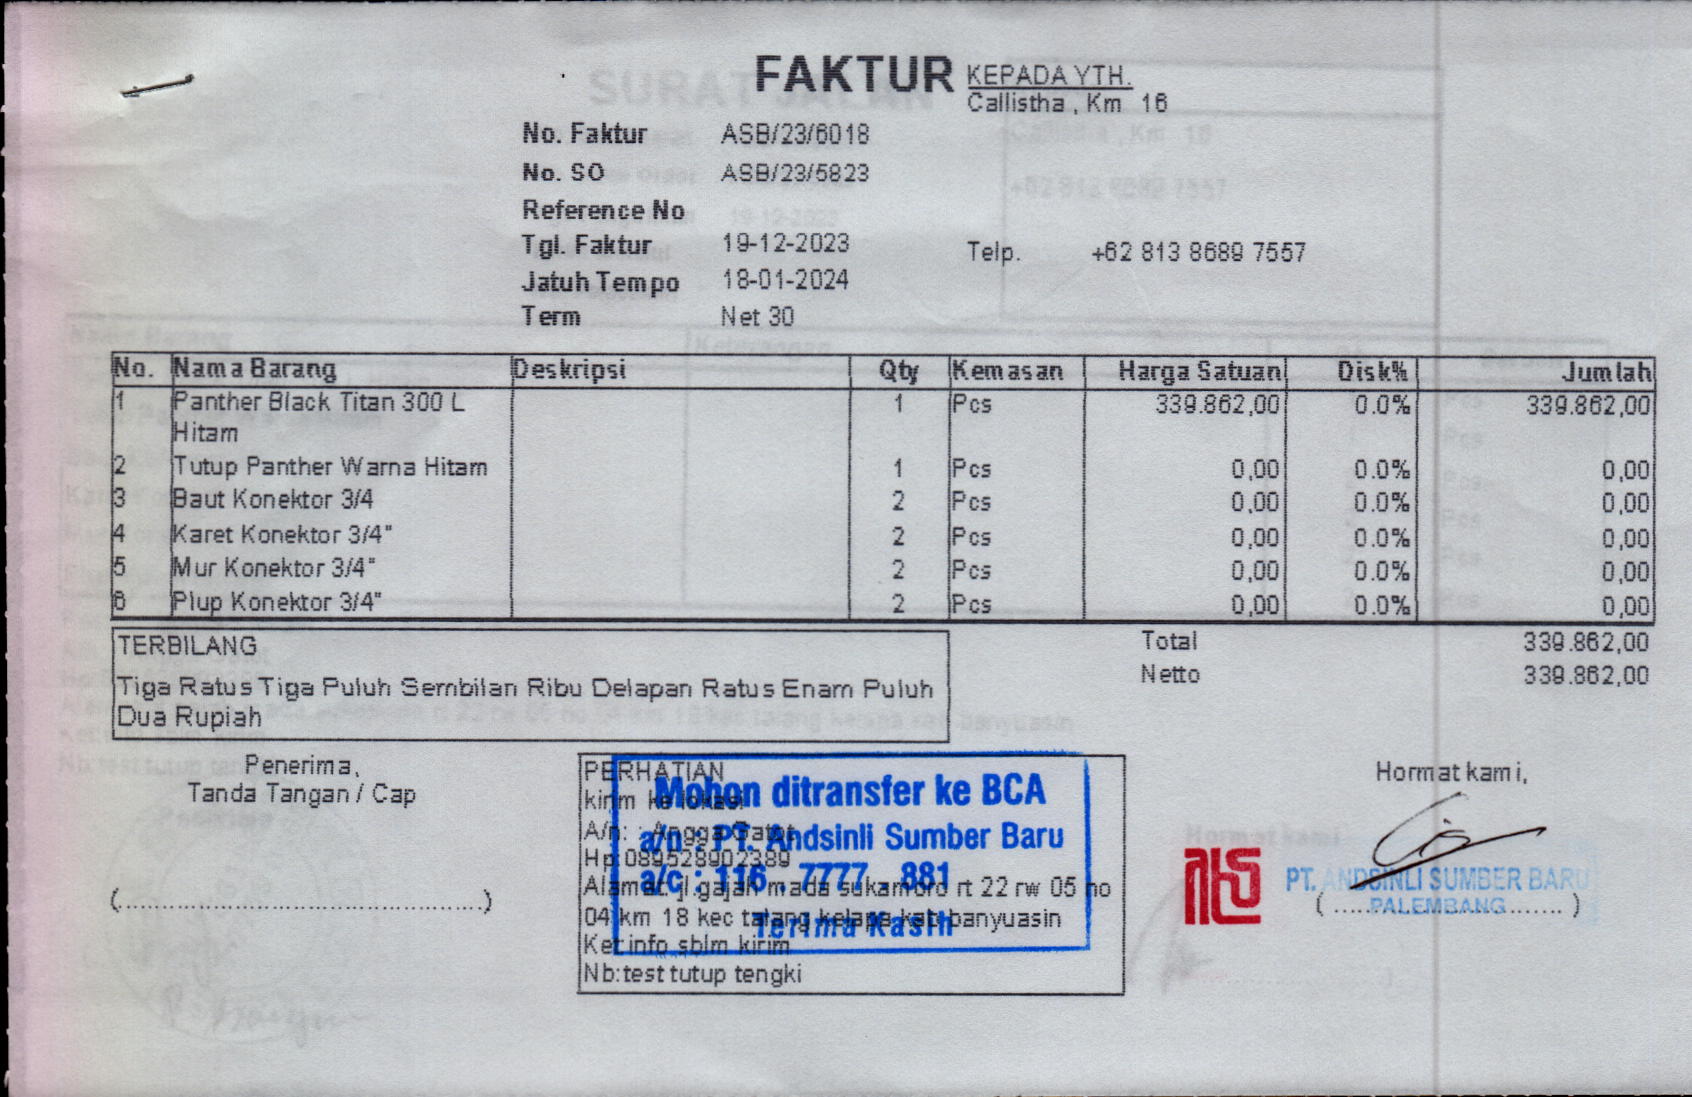 FAKTUR
KEPADA YTH.
Callistha , Km 16
No. Faktur ASB/23/6018
No. SO ASB/23/5823
Reference No
Tgl. Faktur 19-12-2023
Telp. +62 813 8689 7557
Jatuh Tempo 18-01-2024
Term Net 30
No. Nama Barang Deskripsi Qty Kemasan Harga Satuan Disk% Jumlah
1 Panther Black Titan 300 L 1 Pcs 339.862,00 0.0% 339.862,00
Hitam
2 Tutup Panther Warna Hitam 1 Pcs 0,00 0.0% 0,00
3 Baut Konektor 3/4 2 Pcs 0,00 0.0% 0,00
4 Karet Konektor 3/4" 2 Pcs 0,00 0.0% 0,00
5 Mur Konektor 3/4" 2 Pcs 0,00 0.0% 0,00
6 Plup Konektor 3/4" 2 Pcs 0,00 0.0% 0,00
TERBILANG
Tiga Ratus Tiga Puluh Sembilan Ribu Delapan Ratus Enam Puluh
Dua Rupiah
Total 339.862,00
Netto 339.862,00
Penerima,
Tanda Tangan / Cap
(....................................................)
PERHATIAN
kirim ke lokasi
A/n: : Angga Gatot
Hp:089528902389
Alamat: jl.gajah mada sukamoro rt 22 rw 05 no
04 km 18 kec talang kelapa kab banyuasin
Ket:info sblm kirim
Nb:test tutup tengki
Mohon ditransfer ke BCA
a/n : PT. Andsinli Sumber Baru
a/c : 116 . 7777 . 881
Terima Kasih
Hormat kami,
PT. ANDSINLI SUMBER BARU
PALEMBANG